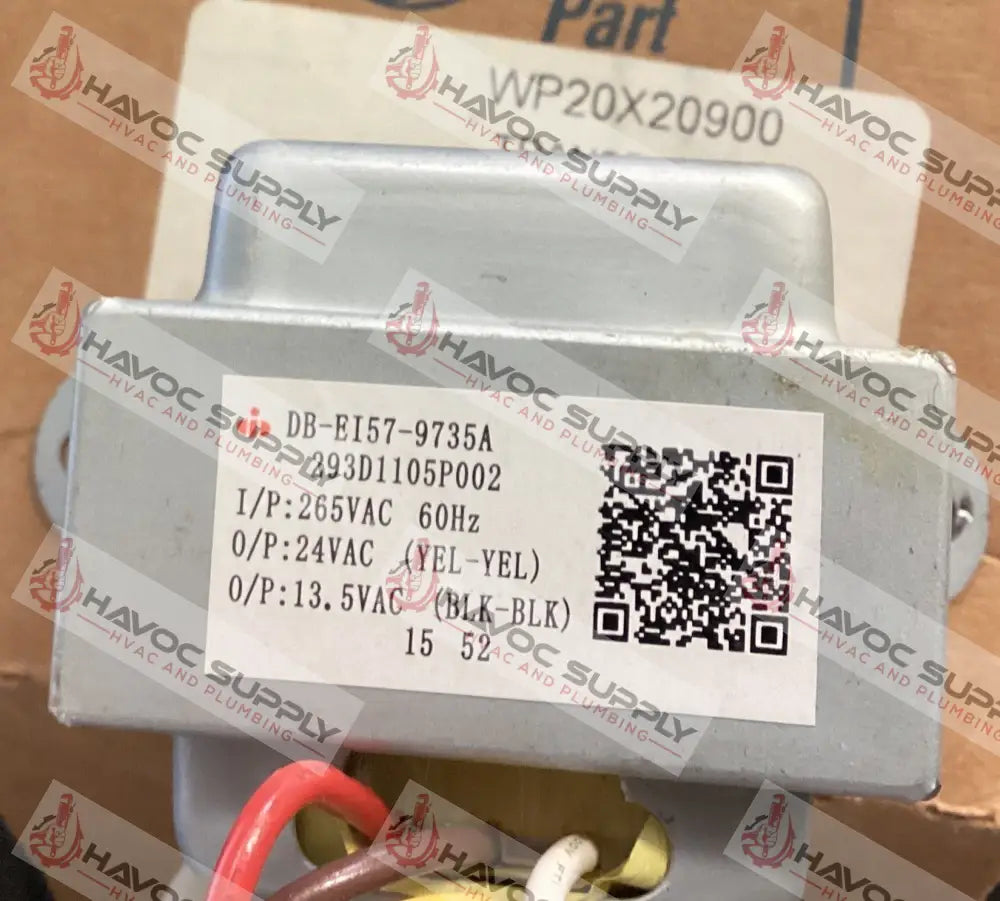 Part
WP20X20900
DB-EI57-9735A
293D1105P002
I/P:265VAC 60Hz
O/P:24VAC (YEL-YEL)
O/P:13.5VAC (BLK-BLK)
15 52
HAVOC SUPPLY
HVAC AND PLUMBING